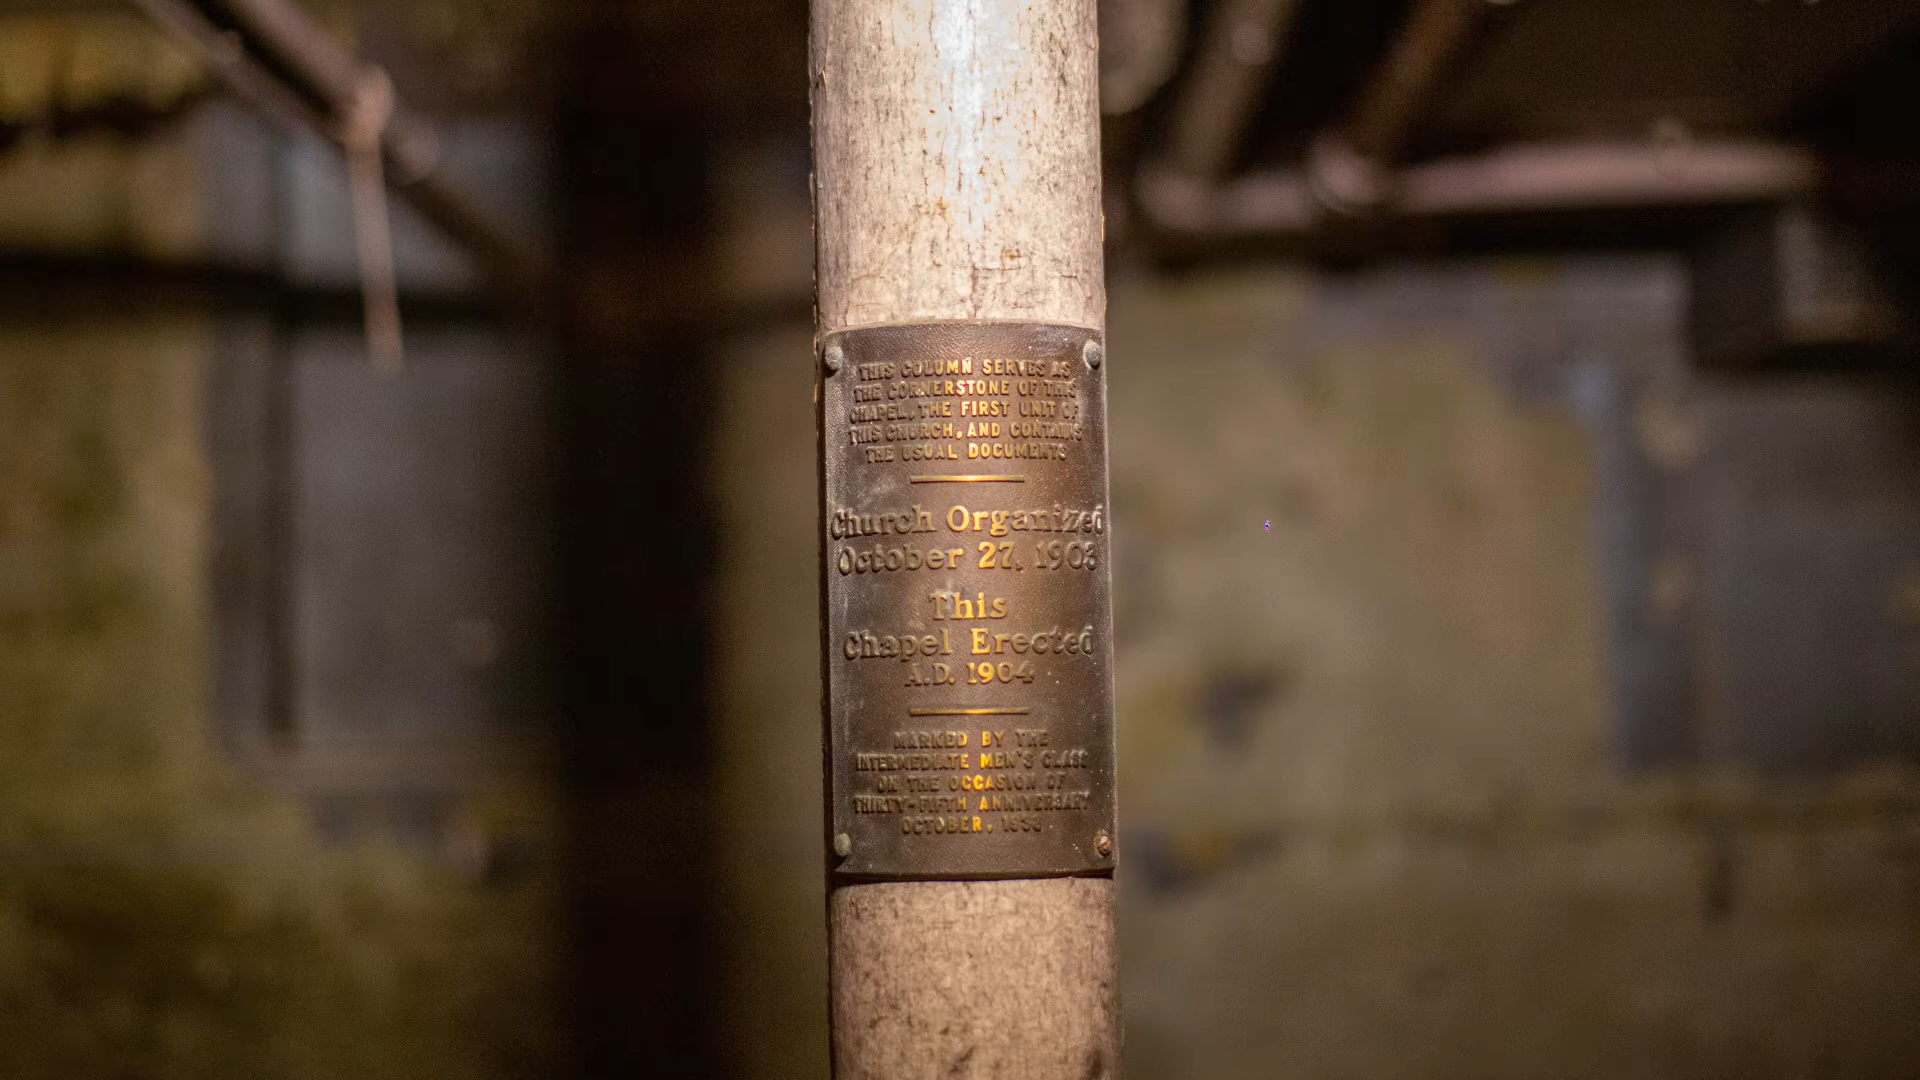 THIS COLUMN SERVES AS
THE CORNERSTONE OF THIS
CHAPEL, THE FIRST UNIT OF
THIS CHURCH, AND CONTAINS
THE USUAL DOCUMENTS
Church Organized
October 27, 1903
This
Chapel Erected
A.D. 1904
MARKED BY THE
INTERMEDIATE MEN'S CLASS
ON THE OCCASION OF
THIRTY-FIFTH ANNIVERSARY
OCTOBER, 1938